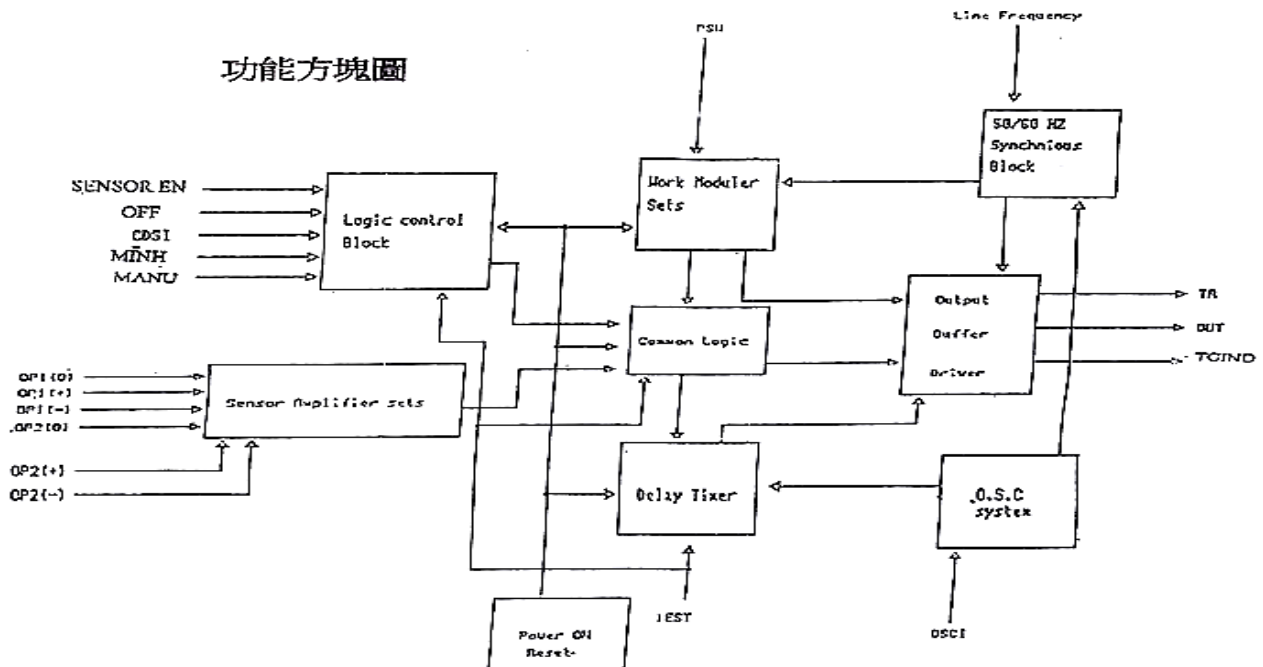 Line Frequency
PSW
功能方塊圖
50/60 HZ
Synchnious
Block
SENSOR EN
OFF
CDSI
MINH
MANU
Logic control
Block
Work Moduler
Sets
Output
Buffer
Driver
TR
OUT
TGIND
Common Logic
OP1(0)
OP1(+)
OP1(-)
OP2(0)
OP2(+)
OP2(-)
Sensor Amplifier sets
Delay Timer
O.S.C
system
TEST
OSCI
Power ON
Reset